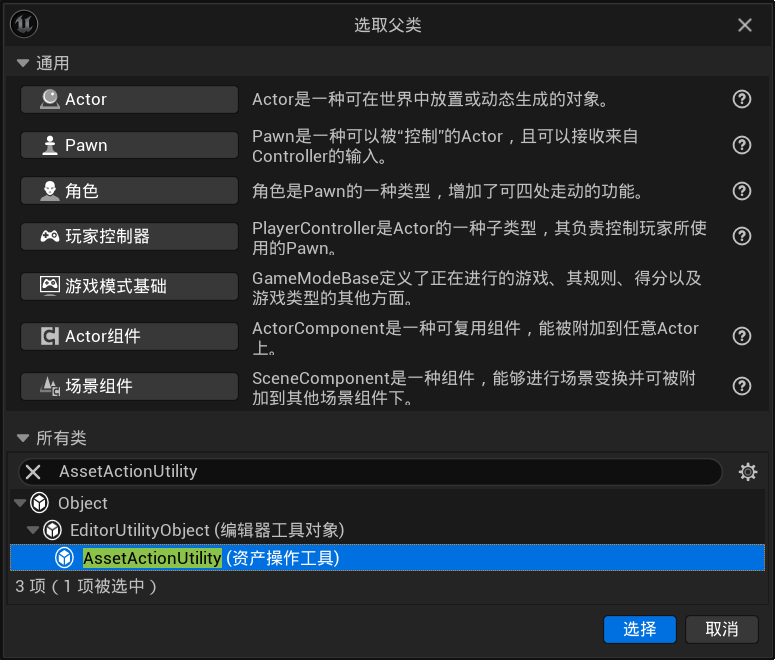 选取父类
通用
Actor
Actor是一种可在世界中放置或动态生成的对象。
Pawn
Pawn是一种可以被“控制”的Actor，且可以接收来自
Controller的输入。
角色
角色是Pawn的一种类型，增加了可四处走动的功能。
玩家控制器
PlayerController是Actor的一种子类型，其负责控制玩家所使
用的Pawn。
游戏模式基础
GameModeBase定义了正在进行的游戏、其规则、得分以及
游戏类型的其他方面。
Actor组件
ActorComponent是一种可复用组件，能被附加到任意Actor
上。
场景组件
SceneComponent是一种组件，能够进行场景变换并可被附
加到其他场景组件下。
所有类
AssetActionUtility
Object
EditorUtilityObject (编辑器工具对象)
AssetActionUtility (资产操作工具)
3 项（1 项被选中）
选择
取消